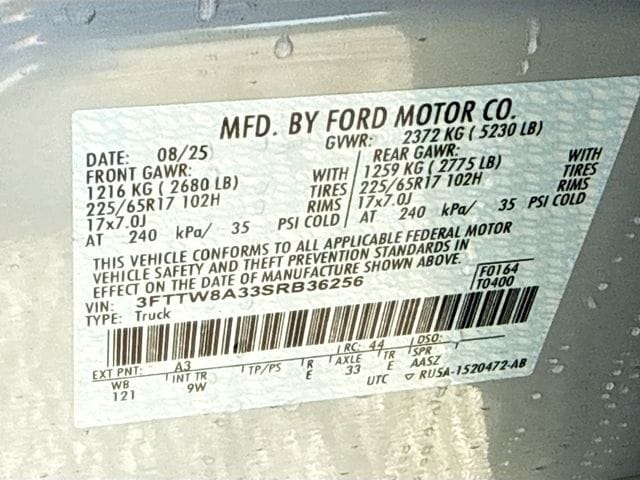 MFD. BY FORD MOTOR CO.
DATE: 08/25 GVWR: 2372 KG ( 5230 LB)
FRONT GAWR: REAR GAWR:
1216 KG ( 2680 LB) WITH 1259 KG ( 2775 LB) WITH
225/65R17 102H TIRES 225/65R17 102H TIRES
17x7.0J RIMS 17x7.0J RIMS
AT 240 kPa/ 35 PSI COLD AT 240 kPa/ 35 PSI COLD
THIS VEHICLE CONFORMS TO ALL APPLICABLE FEDERAL MOTOR
VEHICLE SAFETY AND THEFT PREVENTION STANDARDS IN
EFFECT ON THE DATE OF MANUFACTURE SHOWN ABOVE.
VIN: 3FTTW8A33SRB36256 F0164
TYPE: Truck T0400
EXT PNT: A3 RC: 44 DSO:
WB INT TR TP/PS R AXLE TR SPR
121 9W E 33 E AASZ
UTC ▽ RU5A-1520472-AB